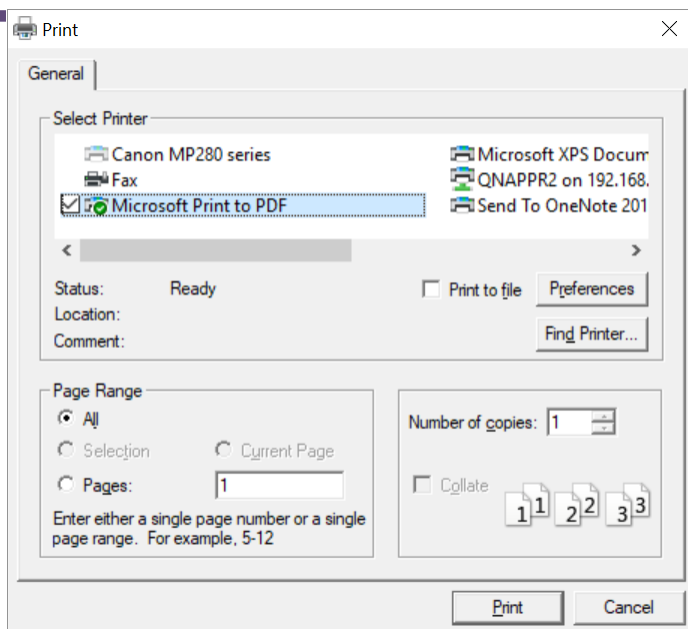 Print
General
Select Printer
Canon MP280 series
Microsoft XPS Docum
Fax
QNAPPR2 on 192.168.
Microsoft Print to PDF
Send To OneNote 201
Status: Ready
Print to file
Preferences
Location:
Comment:
Find Printer...
Page Range
All
Selection
Current Page
Pages: 1
Enter either a single page number or a single
page range. For example, 5-12
Number of copies: 1
Collate
1 1 2 2 3 3
Print
Cancel